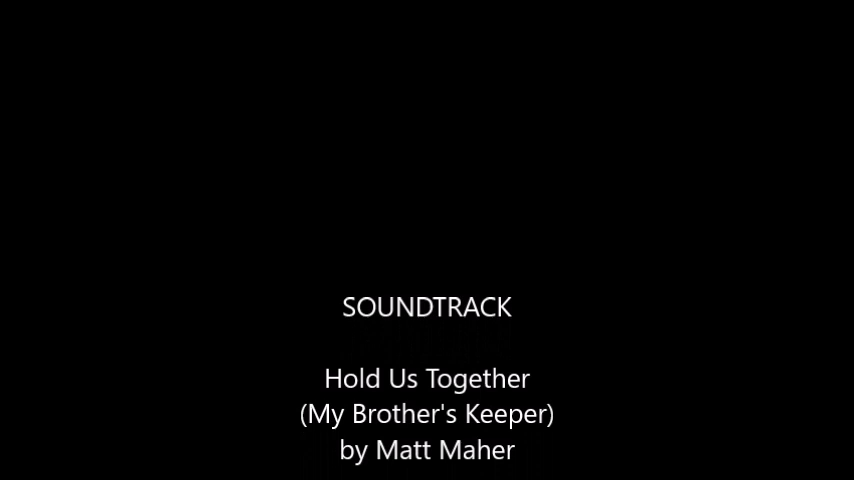 SOUNDTRACK
Hold Us Together
(My Brother's Keeper)
by Matt Maher